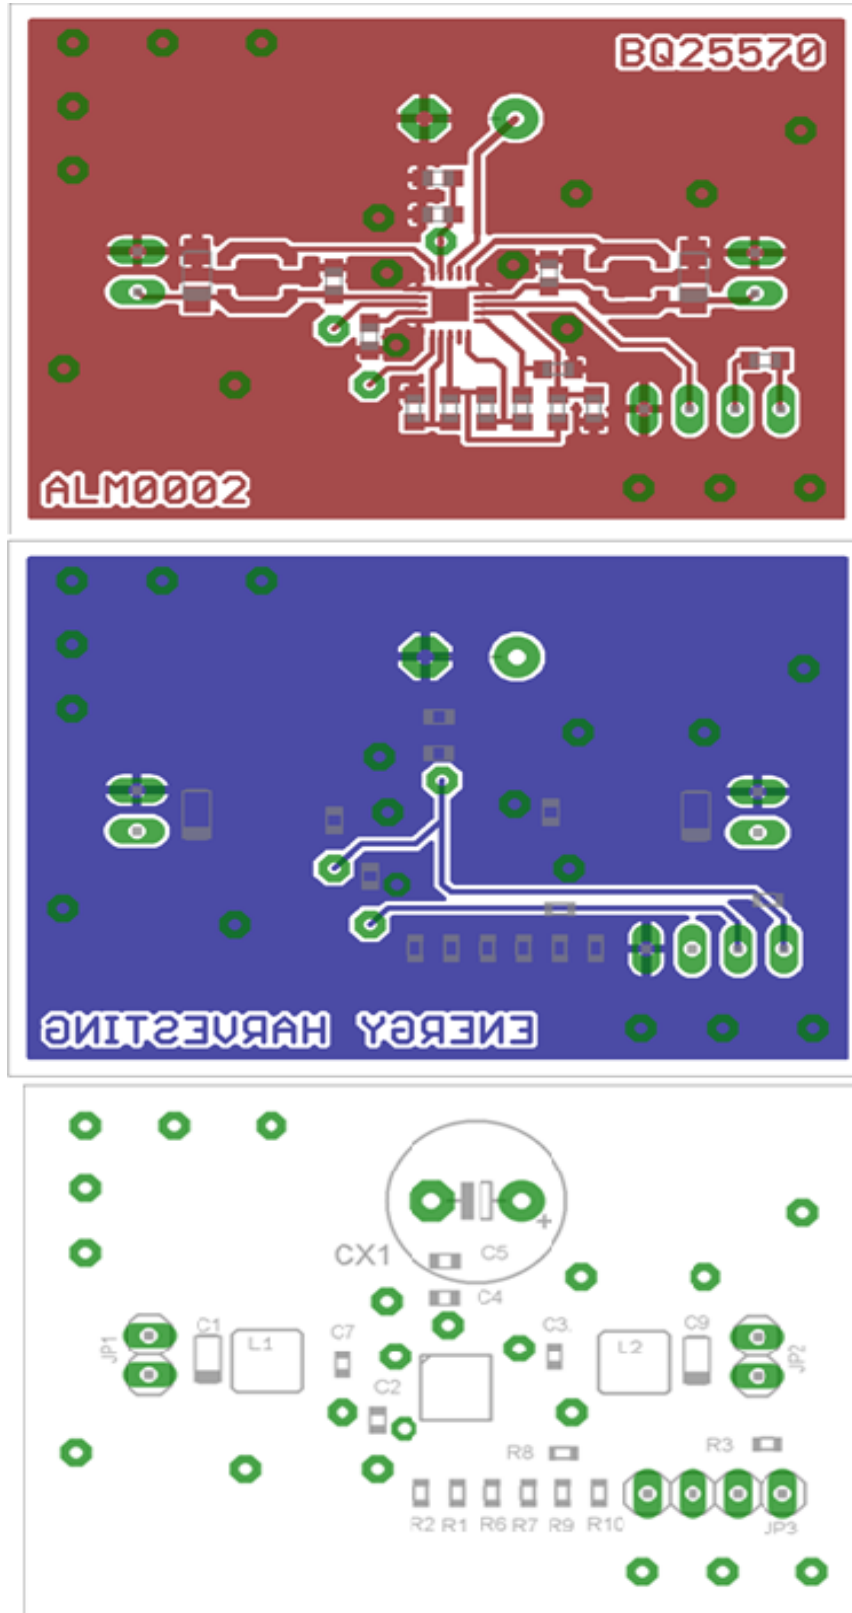 BQ25570
ALM0002
ENERGY HARVESTING
CX1
C5
C4
JP1
C1
L1
C7
C2
C3.
L2
C9
JP2
R8
R3
R2 R1 R6 R7 R9 R10
JP3
+